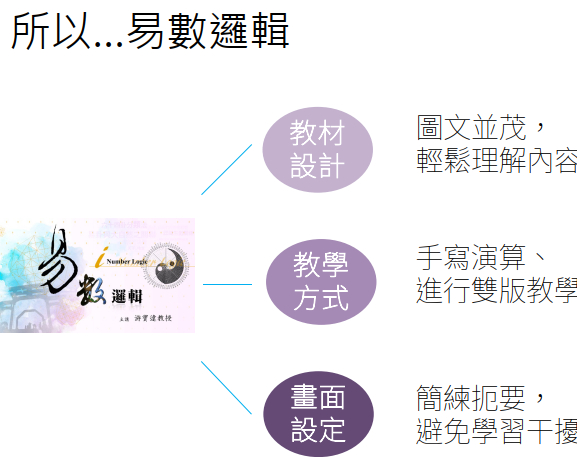 所以…易數邏輯
教材
設計
圖文並茂，
輕鬆理解內容
易數
i Number Logic
邏輯
主講 游寶達教授
教學
方式
手寫演算、
進行雙版教學
畫面
設定
簡練扼要，
避免學習干擾